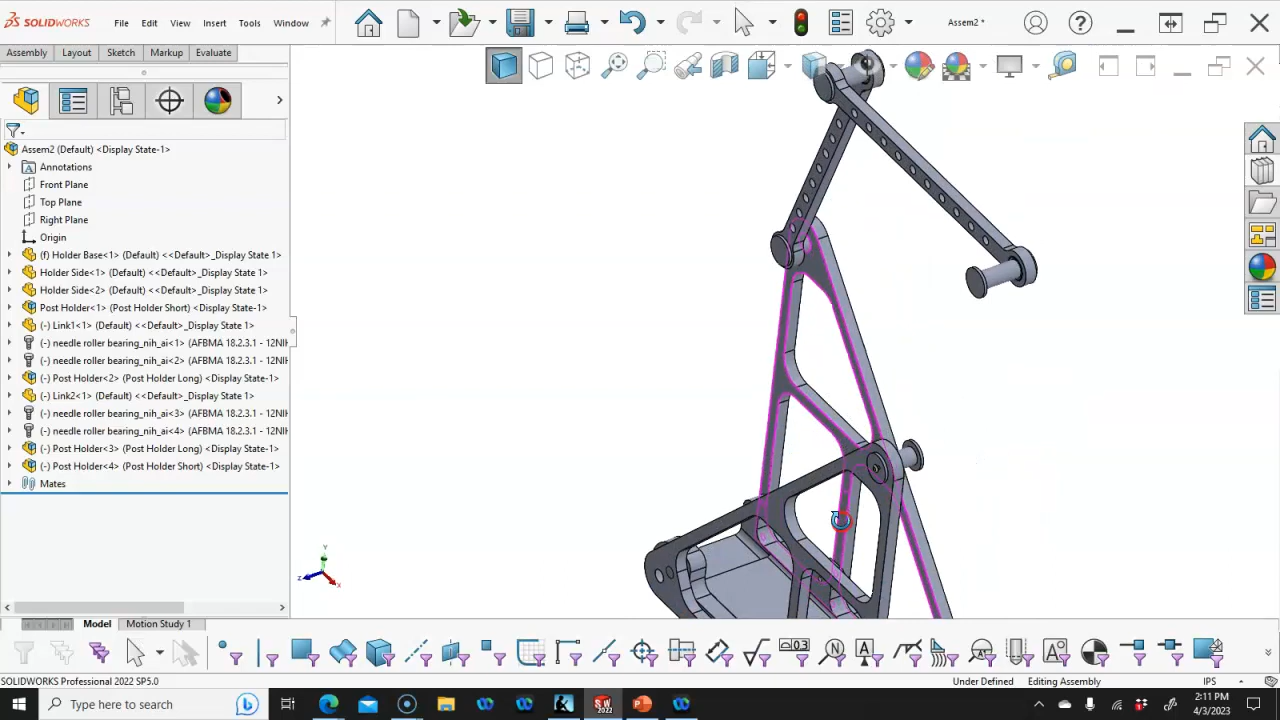 SOLIDWORKS File Edit View Insert Tools Window Assem2 *
Assembly Layout Sketch Markup Evaluate
Assem2 (Default) <Display State-1>
Annotations
Front Plane
Top Plane
Right Plane
Origin
(f) Holder Base<1> (Default) <<Default>_Display State 1>
Holder Side<1> (Default) <<Default>_Display State 1>
Holder Side<2> (Default) <<Default>_Display State 1>
Post Holder<1> (Post Holder Short) <Display State-1>
(-) Link1<1> (Default) <<Default>_Display State 1>
(-) needle roller bearing_nih_ai<1> (AFBMA 18.2.3.1 - 12NIH
(-) needle roller bearing_nih_ai<2> (AFBMA 18.2.3.1 - 12NIH
(-) Post Holder<2> (Post Holder Long) <Display State-1>
(-) Link2<1> (Default) <<Default>_Display State 1>
(-) needle roller bearing_nih_ai<3> (AFBMA 18.2.3.1 - 12NIH
(-) needle roller bearing_nih_ai<4> (AFBMA 18.2.3.1 - 12NIH
(-) Post Holder<3> (Post Holder Long) <Display State-1>
(-) Post Holder<4> (Post Holder Short) <Display State-1>
Mates
Y
Z X
Model Motion Study 1
SOLIDWORKS Professional 2022 SP5.0 Under Defined Editing Assembly IPS
Type here to search
2:11 PM
4/3/2023